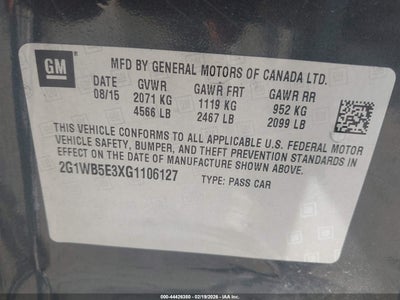 GM
MFD BY GENERAL MOTORS OF CANADA LTD.
DATE GVWR GAWR FRT GAWR RR
08/15 2071 KG 1119 KG 952 KG
4566 LB 2467 LB 2099 LB
THIS VEHICLE CONFORMS TO ALL APPLICABLE U.S. FEDERAL MOTOR
VEHICLE SAFETY, BUMPER, AND THEFT PREVENTION STANDARDS IN
EFFECT ON THE DATE OF MANUFACTURE SHOWN ABOVE.
2G1WB5E3XG1106127 TYPE: PASS CAR
000-44426360 - 02/19/2026 - IAAI.COM